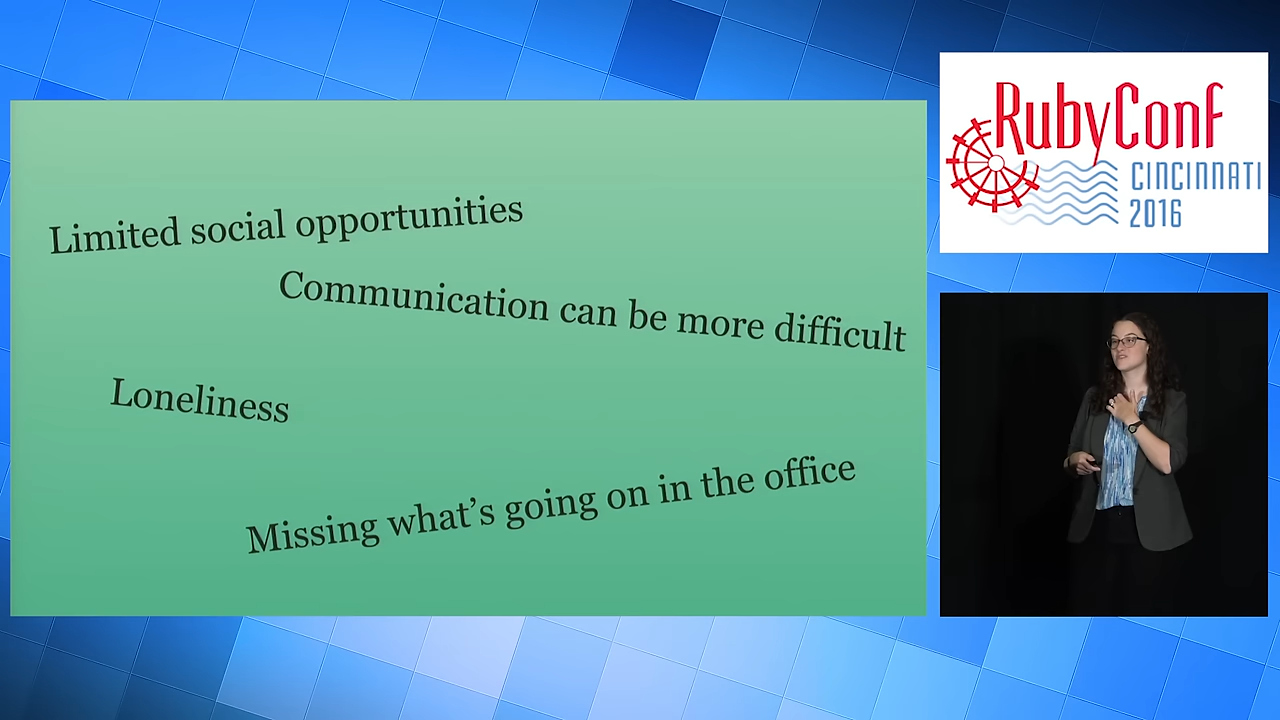 Limited social opportunities
Communication can be more difficult
Loneliness
Missing what's going on in the office
RubyConf
CINCINNATI
2016